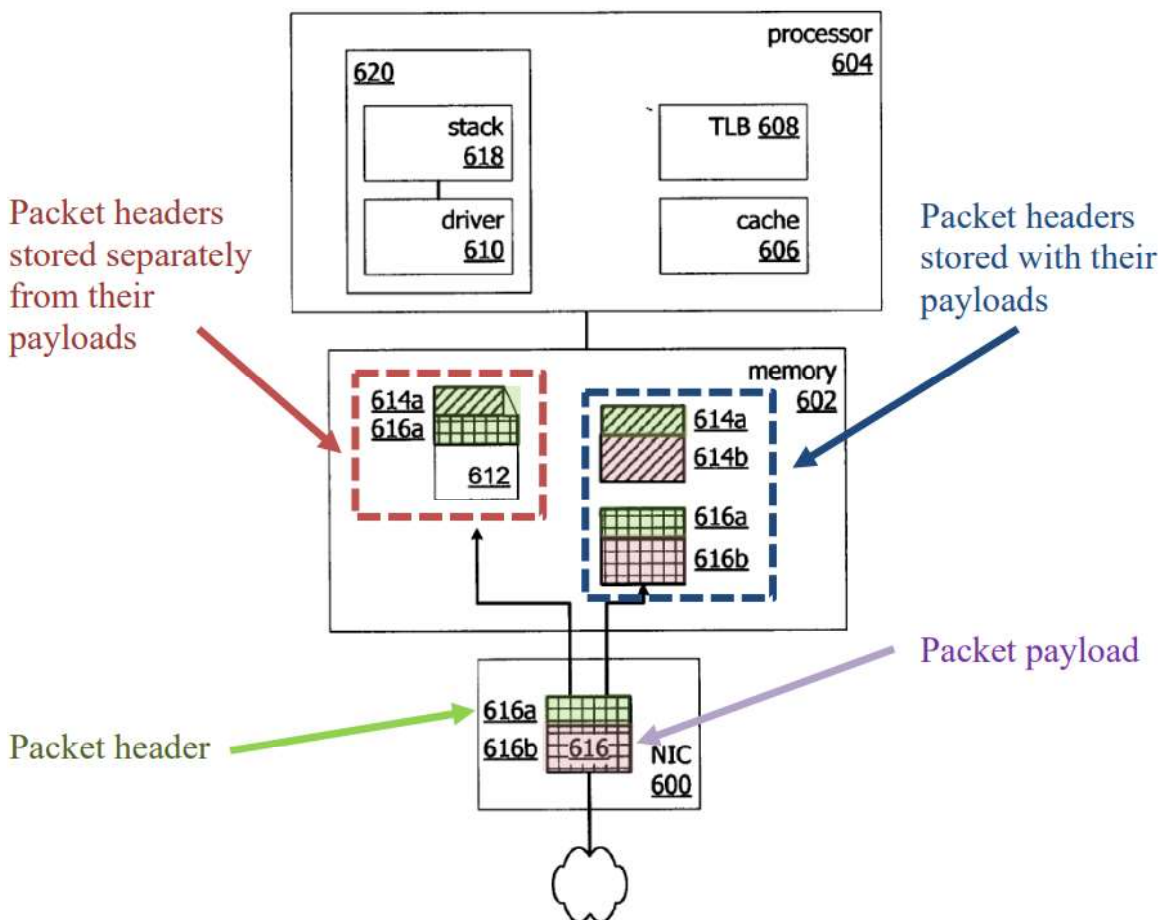 processor
604
620
stack
618
TLB 608
driver
610
cache
606
Packet headers
stored separately
from their
payloads
Packet headers
stored with their
payloads
memory
602
614a
616a
612
614a
614b
616a
616b
Packet payload
616a
616b
616
NIC
600
Packet header